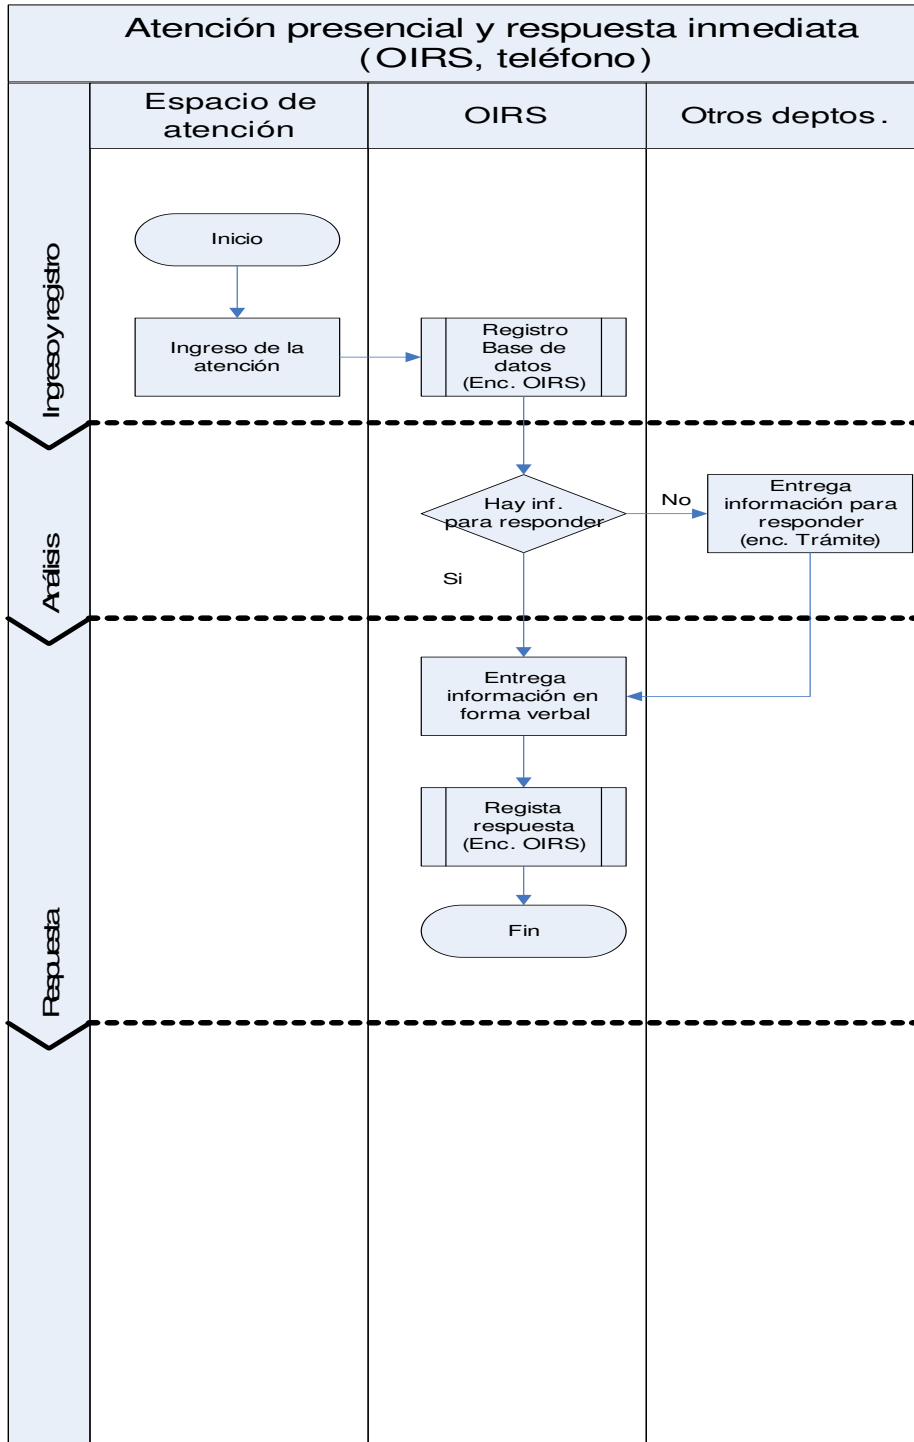 Atención presencial y respuesta inmediata
(OIRS, teléfono)
Espacio de
atención
OIRS
Otros deptos.
Ingreso y registro
Inicio
Ingreso de la
atención
Registro
Base de
datos
(Enc. OIRS)
Análisis
Hay inf.
para responder
No
Entrega
información para
responder
(enc. Trámite)
Si
Respuesta
Entrega
información en
forma verbal
Regista
respuesta
(Enc. OIRS)
Fin